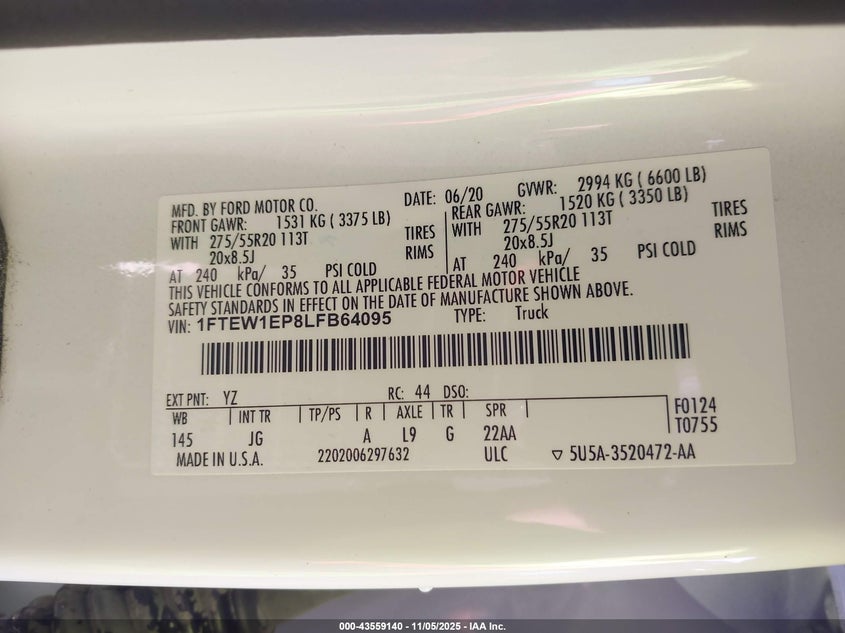 MFD. BY FORD MOTOR CO. DATE: 06/20 GVWR: 2994 KG ( 6600 LB)
FRONT GAWR: 1531 KG ( 3375 LB) REAR GAWR: 1520 KG ( 3350 LB)
WITH 275/55R20 113T TIRES WITH 275/55R20 113T TIRES
20x8.5J RIMS 20x8.5J RIMS
AT 240 kPa/ 35 PSI COLD AT 240 kPa/ 35 PSI COLD
THIS VEHICLE CONFORMS TO ALL APPLICABLE FEDERAL MOTOR VEHICLE
SAFETY STANDARDS IN EFFECT ON THE DATE OF MANUFACTURE SHOWN ABOVE.
VIN: 1FTEW1EP8LFB64095 TYPE: Truck
EXT PNT: YZ RC: 44 DSO:
WB INT TR TP/PS R AXLE TR SPR F0124
145 JG A L9 G 22AA T0755
MADE IN U.S.A. 2202006297632 ULC ▽ 5U5A-3520472-AA
000-43559140 - 11/05/2025 - IAA Inc.